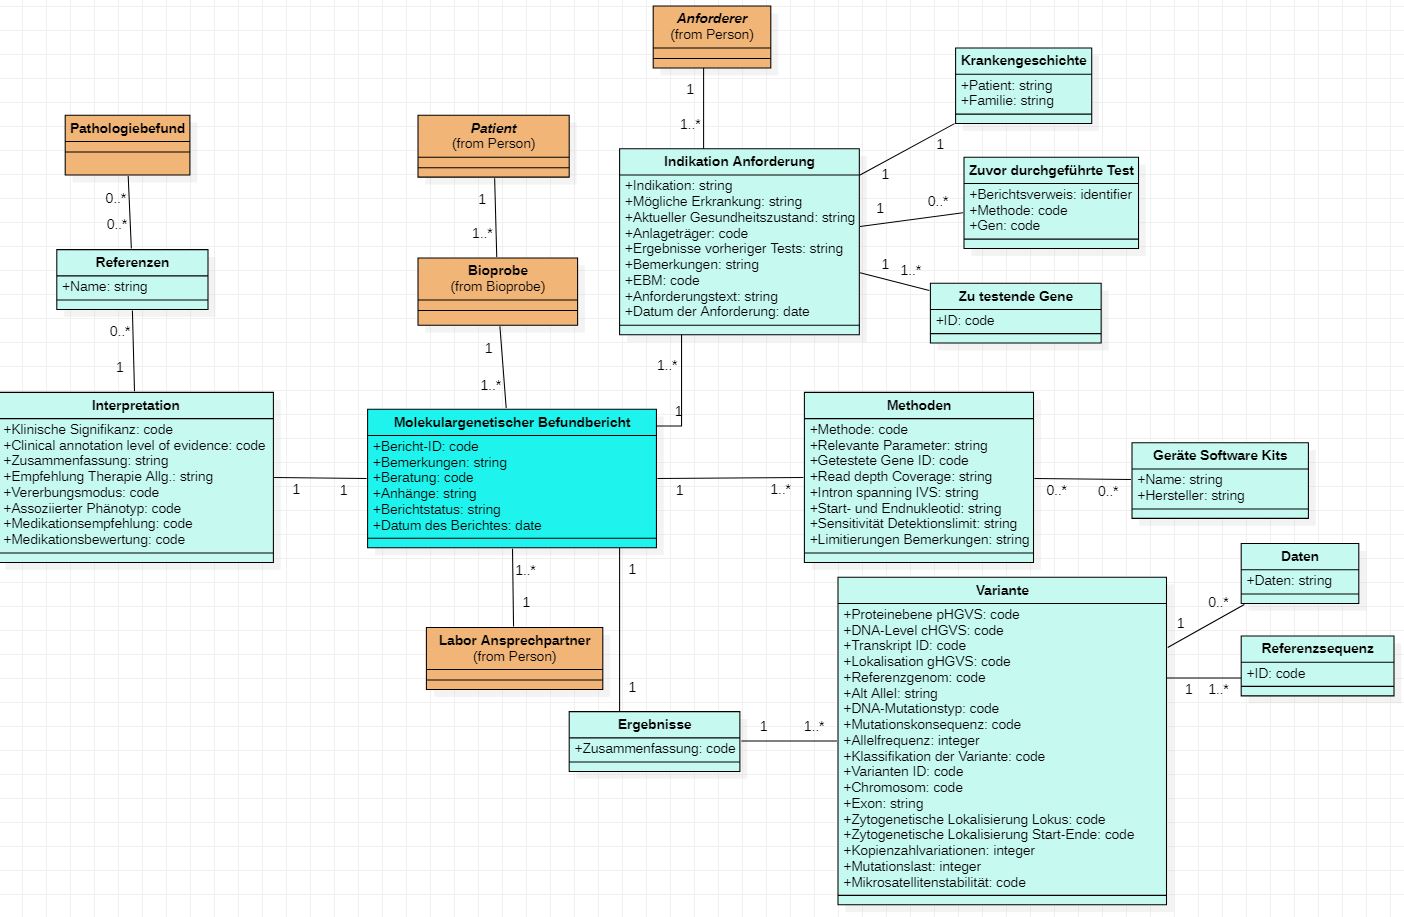 Anforderer
(from Person)
1
1..*
Krankengeschichte
+Patient: string
+Familie: string
1
1
Pathologiebefund
0..*
0..*
Patient
(from Person)
1
1..*
Indikation Anforderung
+Indikation: string
+Mögliche Erkrankung: string
+Aktueller Gesundheitszustand: string
+Anlageträger: code
+Ergebnisse vorheriger Tests: string
+Bemerkungen: string
+EBM: code
+Anforderungstext: string
+Datum der Anforderung: date
Zuvor durchgeführte Test
+Berichtsverweis: identifier
+Methode: code
+Gen: code
1
0..*
1
1..*
Zu testende Gene
+ID: code
Referenzen
+Name: string
0..*
1
Bioprobe
(from Bioprobe)
1
1..*
1..*
1
Interpretation
+Klinische Signifikanz: code
+Clinical annotation level of evidence: code
+Zusammenfassung: string
+Empfehlung Therapie Allg.: string
+Vererbungsmodus: code
+Assoziierter Phänotyp: code
+Medikationsempfehlung: code
+Medikationsbewertung: code
1
1
Molekulargenetischer Befundbericht
+Bericht-ID: code
+Bemerkungen: string
+Beratung: code
+Anhänge: string
+Berichtstatus: string
+Datum des Berichtes: date
1
1..*
Methoden
+Methode: code
+Relevante Parameter: string
+Getestete Gene ID: code
+Read depth Coverage: string
+Intron spanning IVS: string
+Start- und Endnukleotid: string
+Sensitivität Detektionslimit: string
+Limitierungen Bemerkungen: string
0..*
0..*
Geräte Software Kits
+Name: string
+Hersteller: string
1..*
1
Labor Ansprechpartner
(from Person)
1
1
Ergebnisse
+Zusammenfassung: code
1
1..*
Variante
+Proteinebene pHGVS: code
+DNA-Level cHGVS: code
+Transkript ID: code
+Lokalisation gHGVS: code
+Referenzgenom: code
+Alt Allel: string
+DNA-Mutationstyp: code
+Mutationskonsequenz: code
+Allelfrequenz: integer
+Klassifikation der Variante: code
+Varianten ID: code
+Chromosom: code
+Exon: string
+Zytogenetische Lokalisierung Lokus: code
+Zytogenetische Lokalisierung Start-Ende: code
+Kopienzahlvariationen: integer
+Mutationslast: integer
+Mikrosatellitenstabilität: code
Daten
+Daten: string
0..*
1
Referenzsequenz
+ID: code
1
1..*